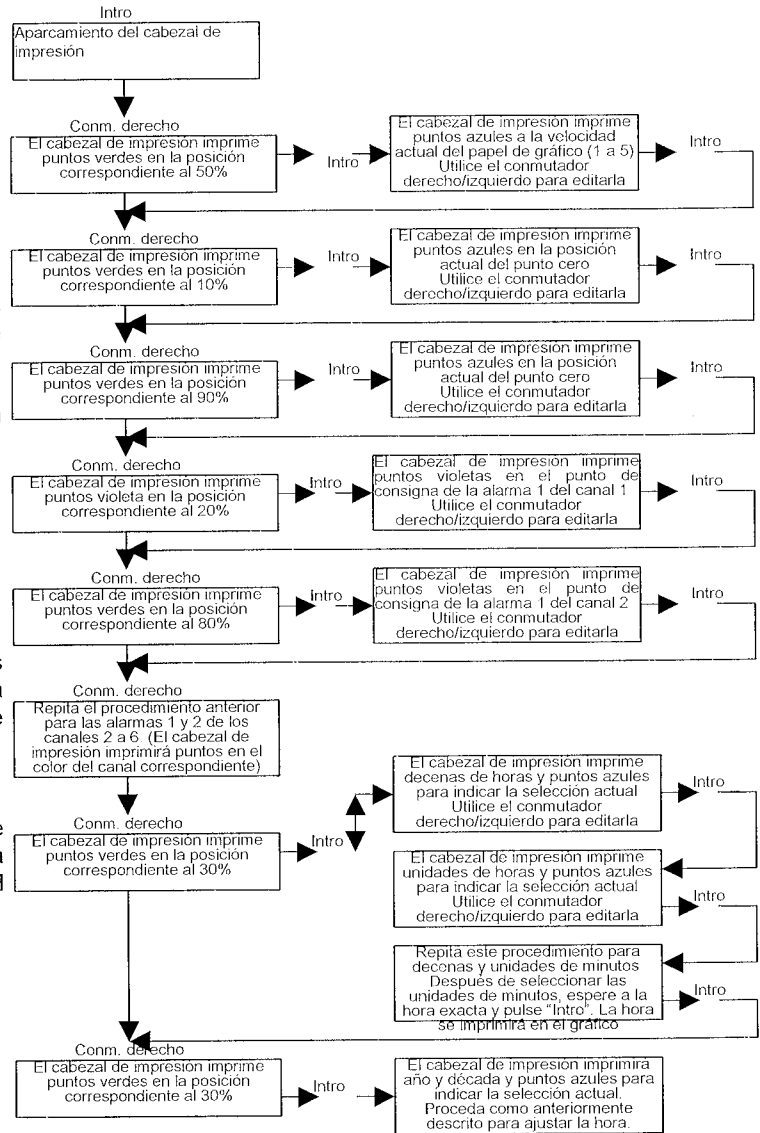 Intro
Aparcamiento del cabezal de
impresión
Conm. derecho
El cabezal de impresión imprime
puntos verdes en la posición
correspondiente al 50%
Intro
El cabezal de impresión imprime
puntos azules a la velocidad
actual del papel de gráfico (1 a 5)
Utilice el conmutador
derecho/izquierdo para editarla
Intro
Conm. derecho
El cabezal de impresión imprime
puntos verdes en la posición
correspondiente al 10%
Intro
El cabezal de impresión imprime
puntos azules en la posición
actual del punto cero
Utilice el conmutador
derecho/izquierdo para editarla
Intro
Conm. derecho
El cabezal de impresión imprime
puntos verdes en la posición
correspondiente al 90%
Intro
El cabezal de impresión imprime
puntos azules en la posición
actual del punto cero
Utilice el conmutador
derecho/izquierdo para editarla
Intro
Conm. derecho
El cabezal de impresión imprime
puntos violeta en la posición
correspondiente al 20%
Intro
El cabezal de impresión imprime
puntos violetas en el punto de
consigna de la alarma 1 del canal 1
Utilice el conmutador
derecho/izquierdo para editarla
Intro
Conm. derecho
El cabezal de impresión imprime
puntos verdes en la posición
correspondiente al 80%
Intro
El cabezal de impresión imprime
puntos violetas en el punto de
consigna de la alarma 1 del canal 2
Utilice el conmutador
derecho/izquierdo para editarla
Intro
Conm. derecho
Repita el procedimiento anterior
para las alarmas 1 y 2 de los
canales 2 a 6. (El cabezal de
impresión imprimirá puntos en el
color del canal correspondiente)
Conm. derecho
El cabezal de impresión imprime
puntos verdes en la posición
correspondiente al 30%
Intro
El cabezal de impresión imprime
decenas de horas y puntos azules
para indicar la selección actual
Utilice el conmutador
derecho/izquierdo para editarla
Intro
El cabezal de impresión imprime
unidades de horas y puntos azules
para indicar la selección actual
Utilice el conmutador
derecho/izquierdo para editarla
Intro
Repita este procedimiento para
decenas y unidades de minutos
Después de seleccionar las
unidades de minutos, espere a la
hora exacta y pulse “Intro”. La hora
se imprimirá en el gráfico
Intro
Conm. derecho
El cabezal de impresión imprime
puntos verdes en la posición
correspondiente al 30%
Intro
El cabezal de impresión imprimirá
año y década y puntos azules para
indicar la selección actual.
Proceda como anteriormente
descrito para ajustar la hora.